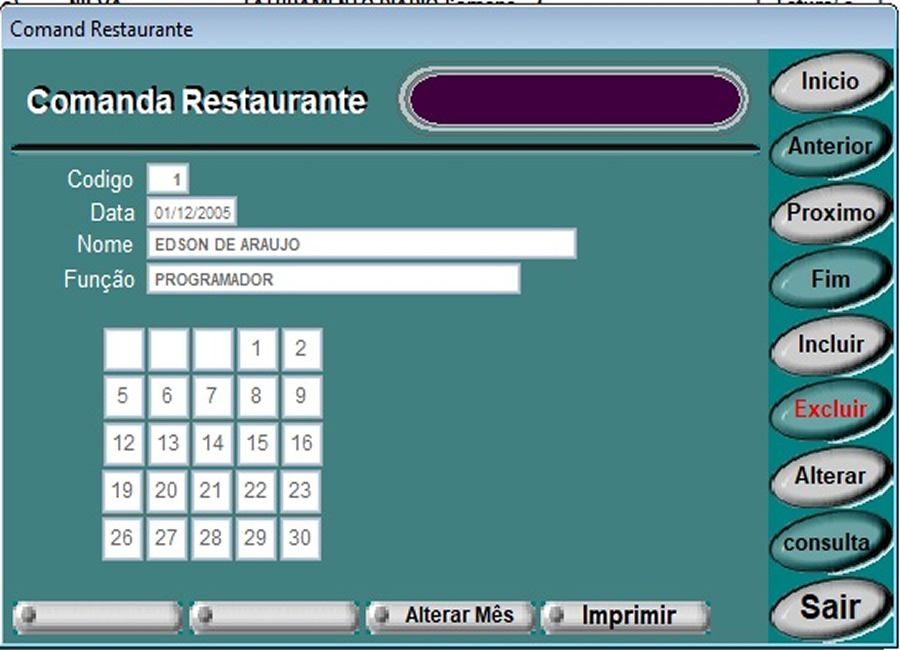 Comand Restaurante
Comanda Restaurante
Codigo 1
Data 01/12/2005
Nome EDSON DE ARAUJO
Função PROGRAMADOR
1 2
5 6 7 8 9
12 13 14 15 16
19 20 21 22 23
26 27 28 29 30
Alterar Mês Imprimir
Inicio
Anterior
Proximo
Fim
Incluir
Excluir
Alterar
consulta
Sair